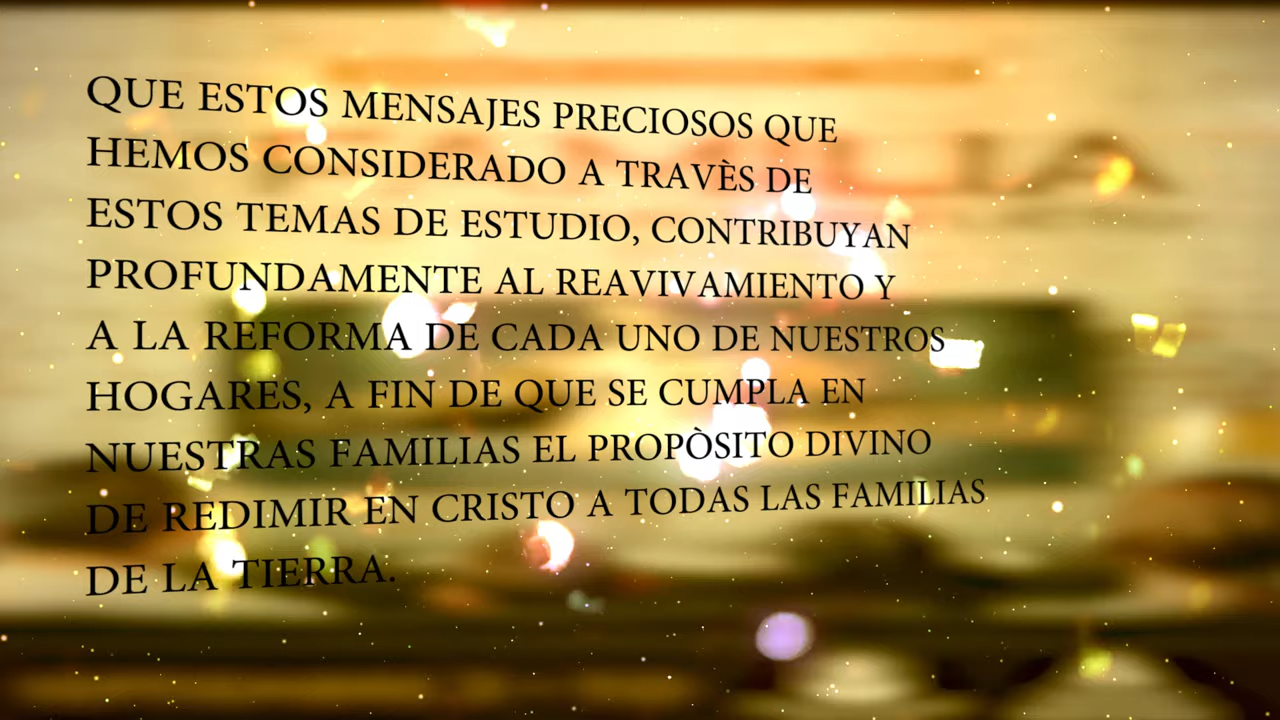 QUE ESTOS MENSAJES PRECIOSOS QUE
HEMOS CONSIDERADO A TRAVÈS DE
ESTOS TEMAS DE ESTUDIO, CONTRIBUYAN
PROFUNDAMENTE AL REAVIVAMIENTO Y
A LA REFORMA DE CADA UNO DE NUESTROS
HOGARES, A FIN DE QUE SE CUMPLA EN
NUESTRAS FAMILIAS EL PROPÒSITO DIVINO
DE REDIMIR EN CRISTO A TODAS LAS FAMILIAS
DE LA TIERRA.